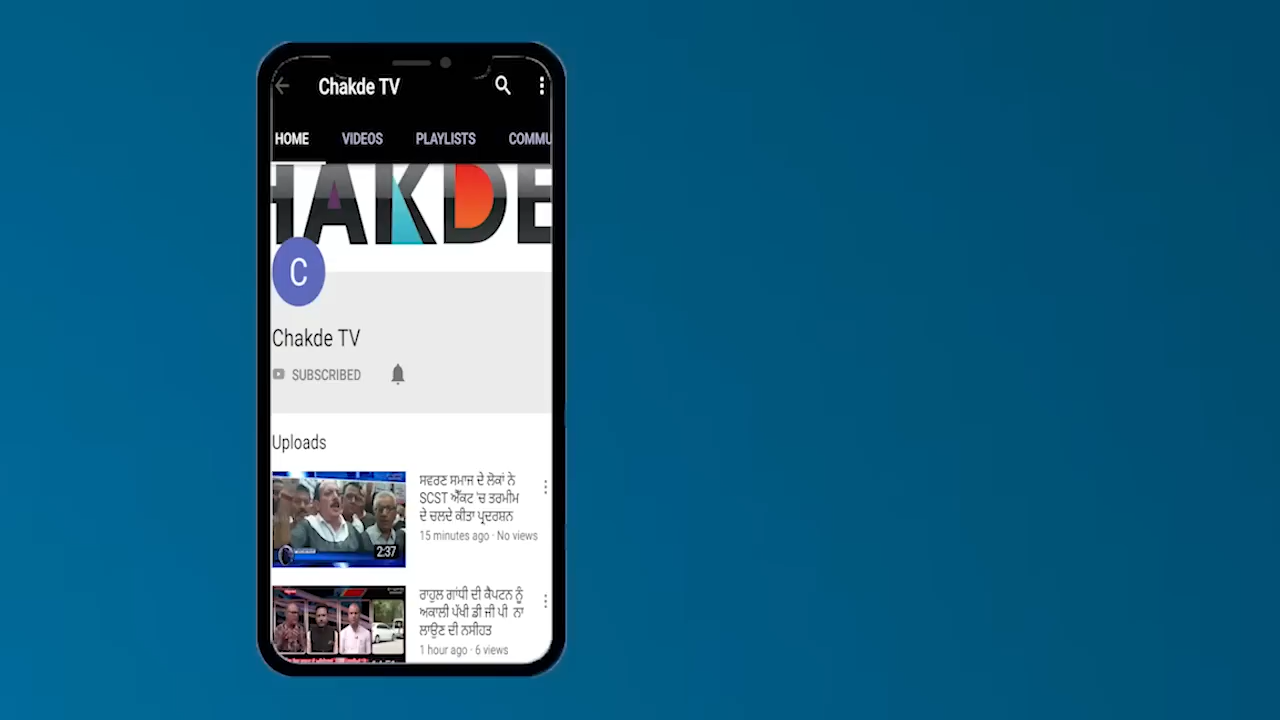 Chakde TV
HOME VIDEOS PLAYLISTS COMMU
HAKDE
C
Chakde TV
SUBSCRIBED
Uploads
ਸਵਰਣ ਸਮਾਜ ਦੇ ਲੋਕਾਂ ਨੇ
SCST ਐੱਕਟ 'ਚ ਤਰਮੀਮ
ਦੇ ਚਲਦੇ ਕੀਤਾ ਪ੍ਰਦਰਸ਼ਨ
15 minutes ago · No views
2:37
ਰਾਹੁਲ ਗਾਂਧੀ ਦੀ ਕੈਪਟਨ ਨੂੰ
ਅਕਾਲੀ ਪੱਖੀ ਡੀ ਜੀ ਪੀ ਨਾ
ਲਾਉਣ ਦੀ ਨਸੀਹਤ
1 hour ago · 6 views